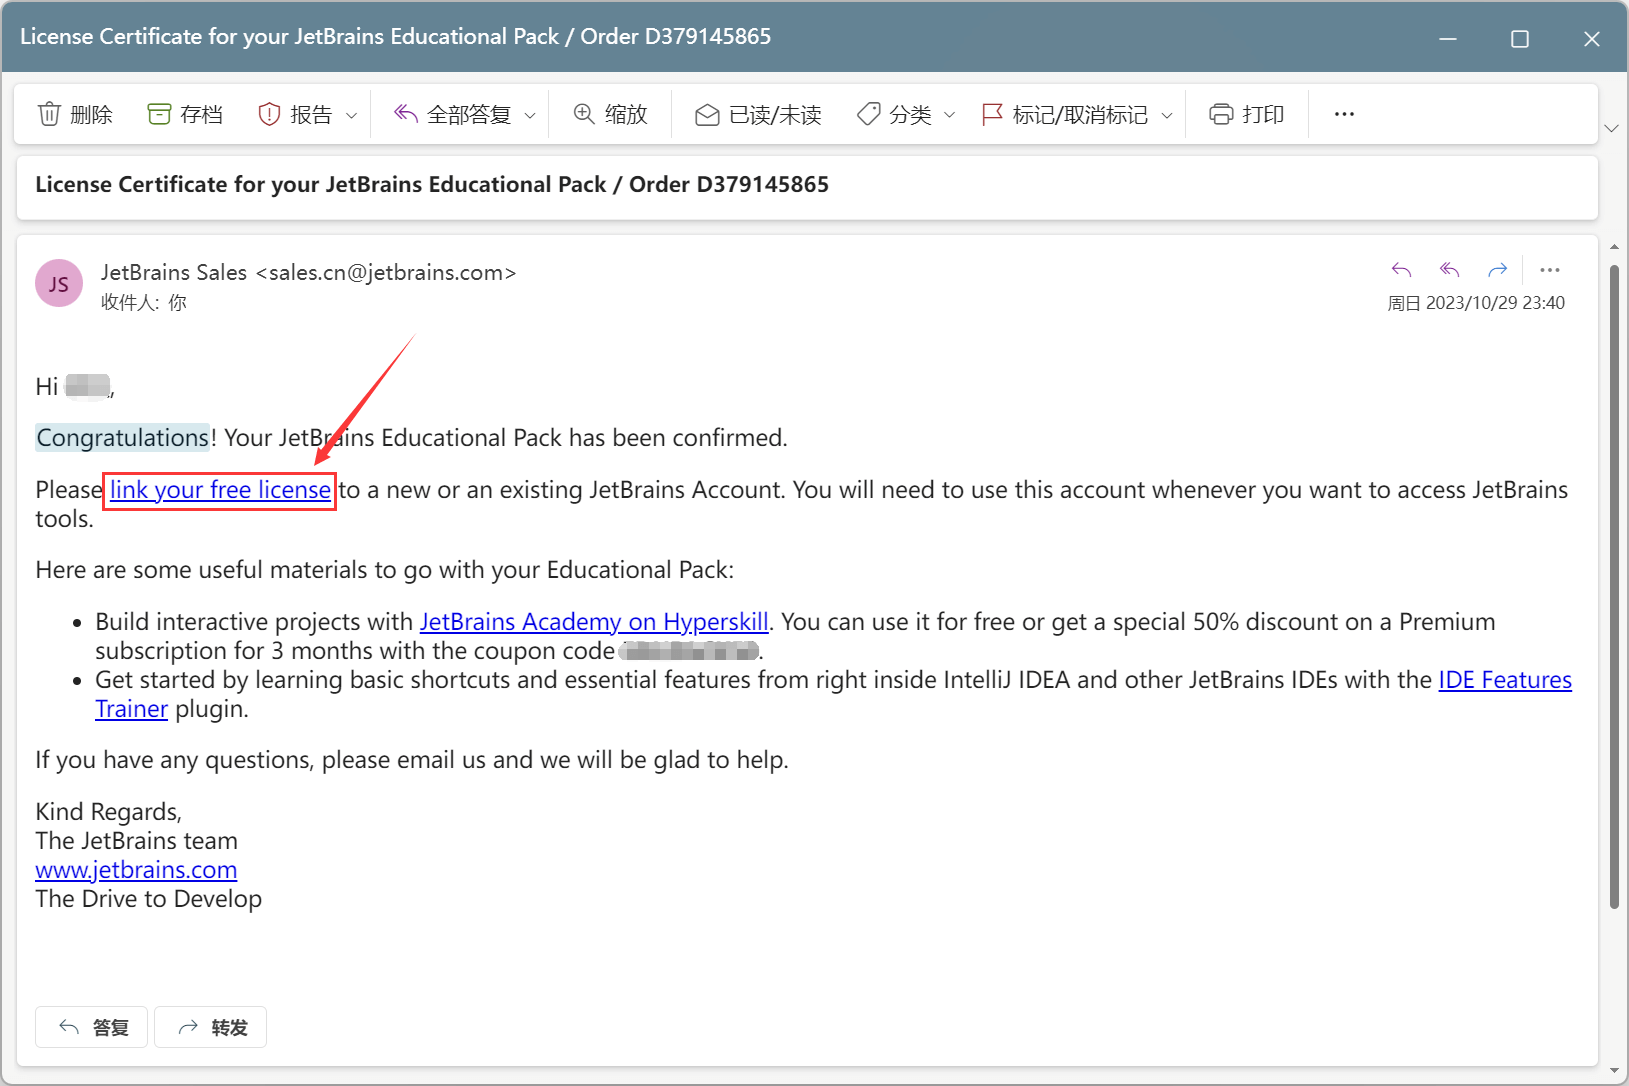 License Certificate for your JetBrains Educational Pack / Order D379145865
删除 存档 报告 全部答复 缩放 已读/未读 分类 标记/取消标记 打印 ···
License Certificate for your JetBrains Educational Pack / Order D379145865
JS
JetBrains Sales <sales.cn@jetbrains.com>
收件人: 你
周日 2023/10/29 23:40
Hi ,
Congratulations! Your JetBrains Educational Pack has been confirmed.
Please link your free license to a new or an existing JetBrains Account. You will need to use this account whenever you want to access JetBrains
tools.
Here are some useful materials to go with your Educational Pack:
• Build interactive projects with JetBrains Academy on Hyperskill. You can use it for free or get a special 50% discount on a Premium
subscription for 3 months with the coupon code .
• Get started by learning basic shortcuts and essential features from right inside IntelliJ IDEA and other JetBrains IDEs with the IDE Features
Trainer plugin.
If you have any questions, please email us and we will be glad to help.
Kind Regards,
The JetBrains team
www.jetbrains.com
The Drive to Develop
答复 转发